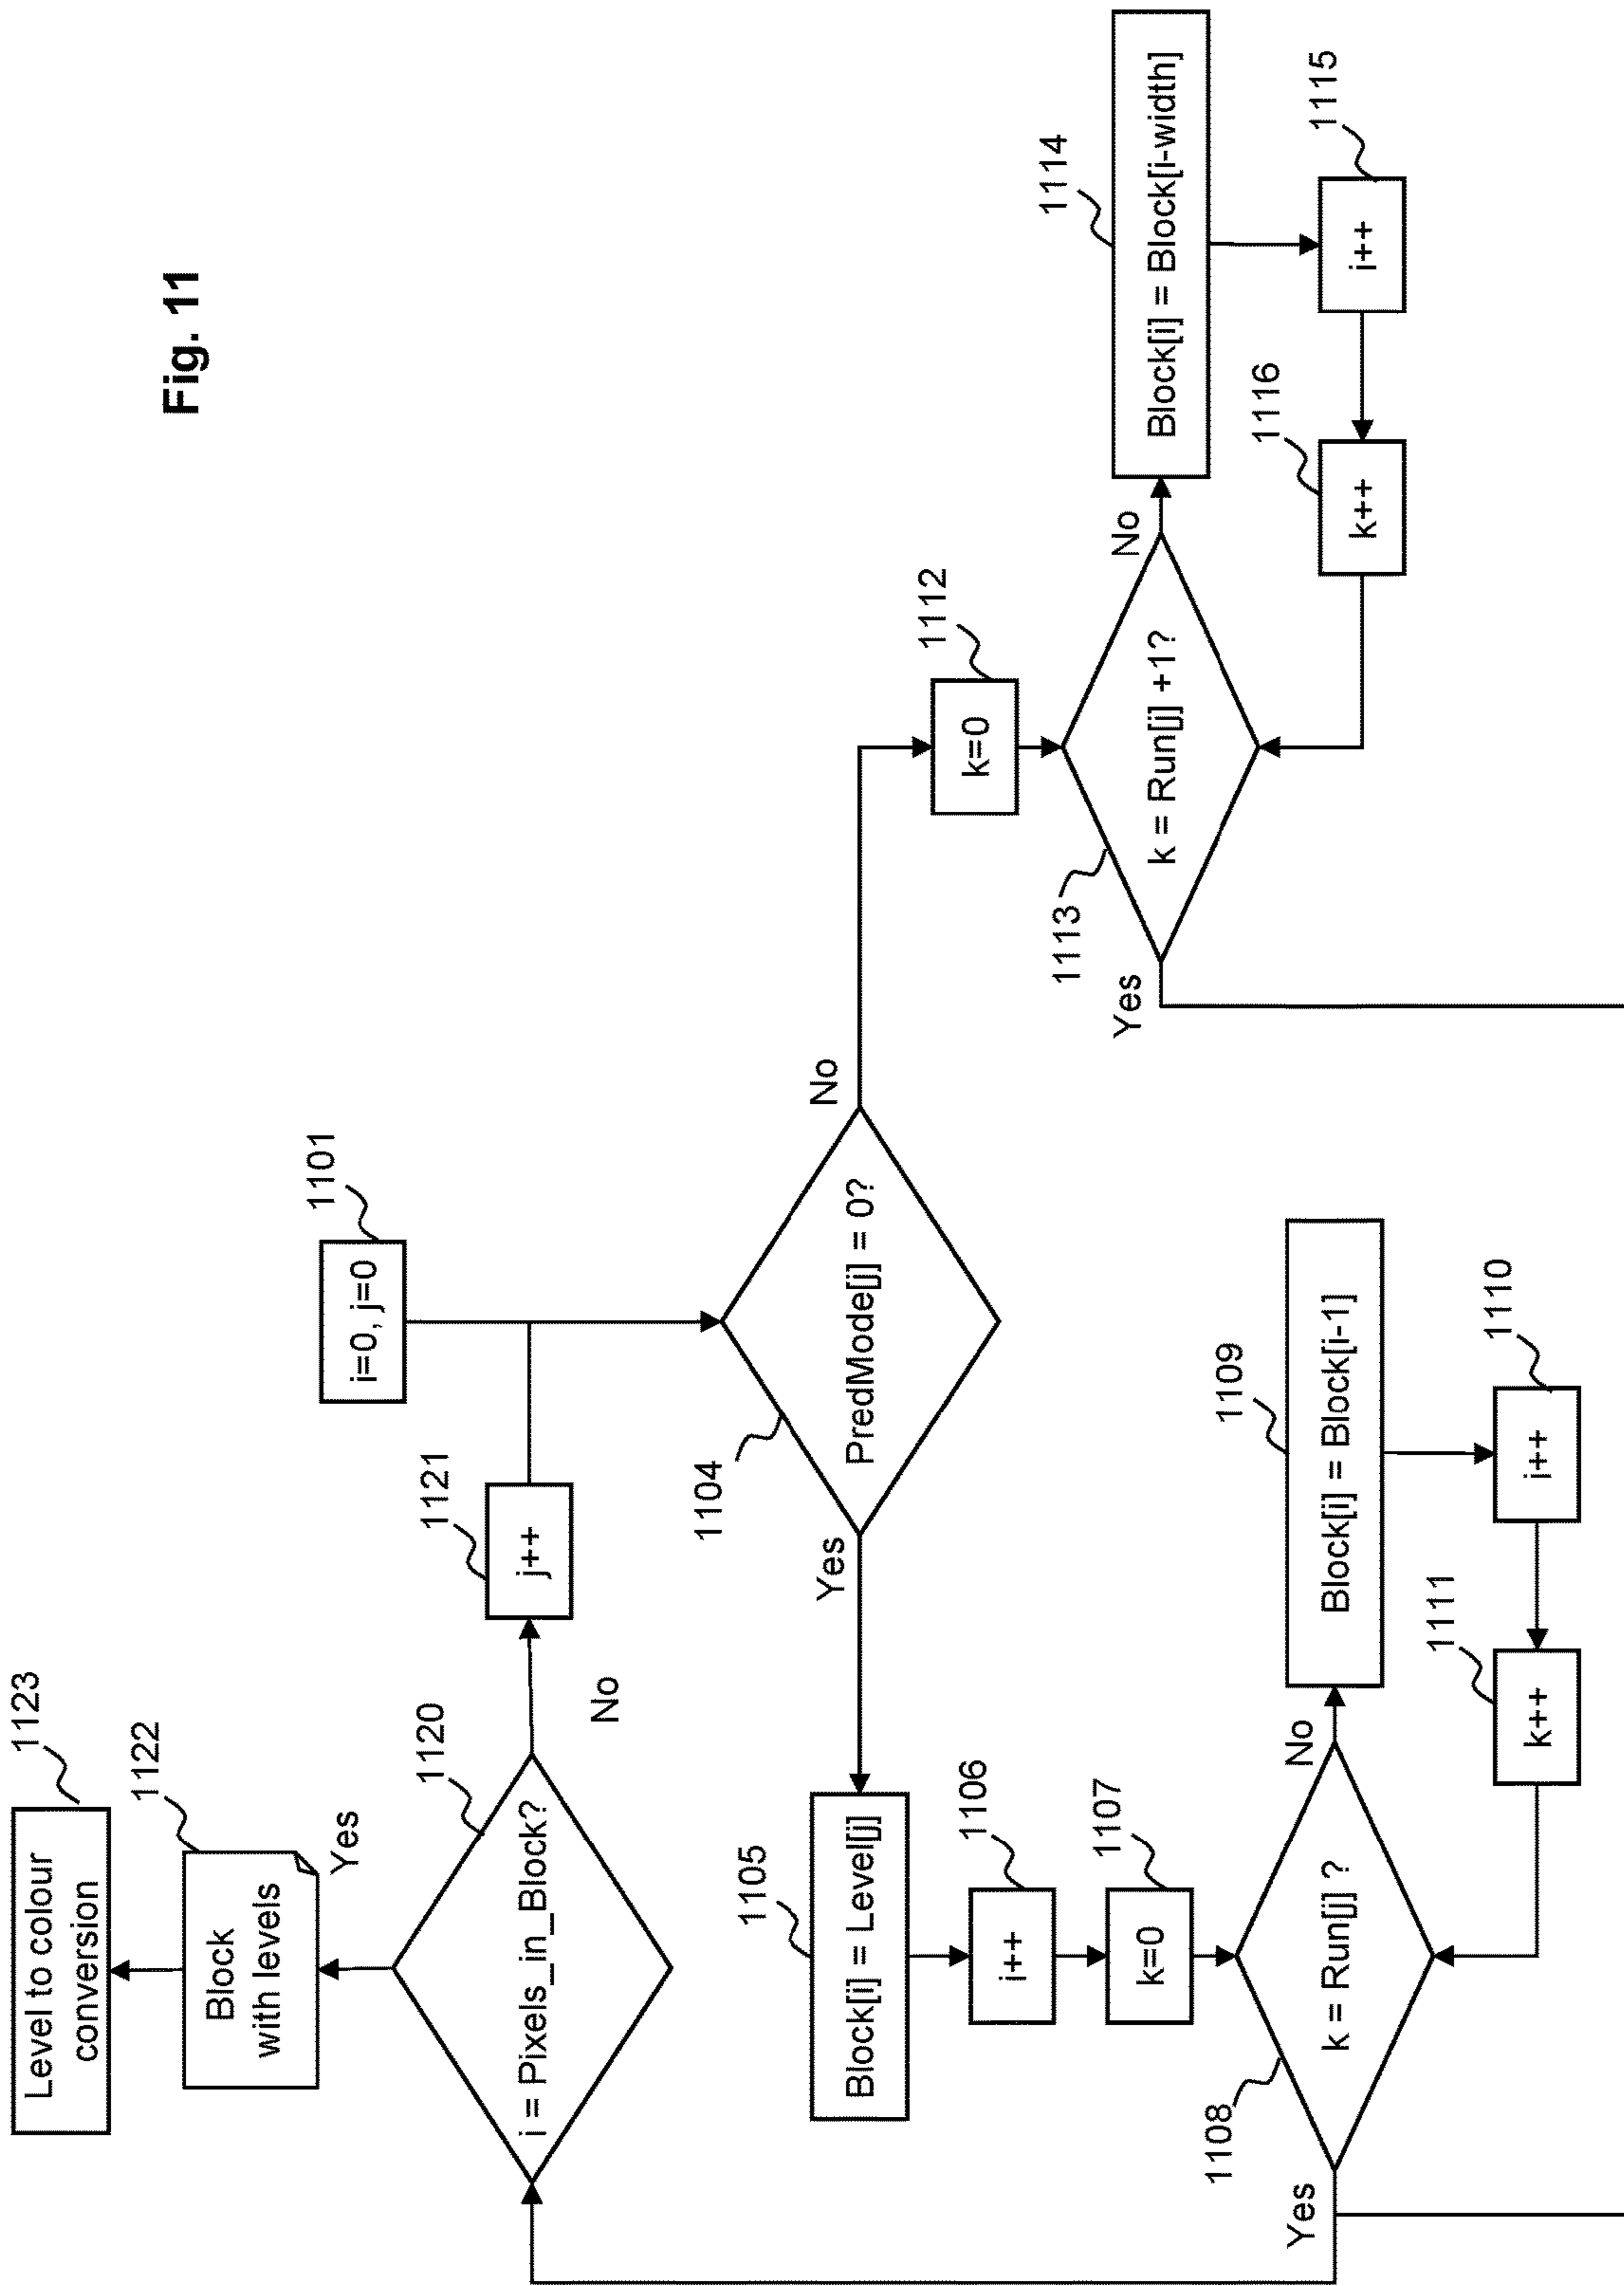 Fig. 11
1123
Level to colour
conversion
1122
Block
with levels
Yes
1120
i = Pixels_in_Block?
No
1121
j++
1101
i=0, j=0
1104
PredMode[j] = 0?
Yes
No
1105
Block[i] = Level[j]
1106
i++
1107
k=0
1108
k = Run[j] ?
Yes
No
1109
Block[i] = Block[i-1]
1110
i++
1111
k++
1112
k=0
1113
k = Run[j] +1?
Yes
No
1114
Block[i] = Block[i-width]
1115
i++
1116
k++